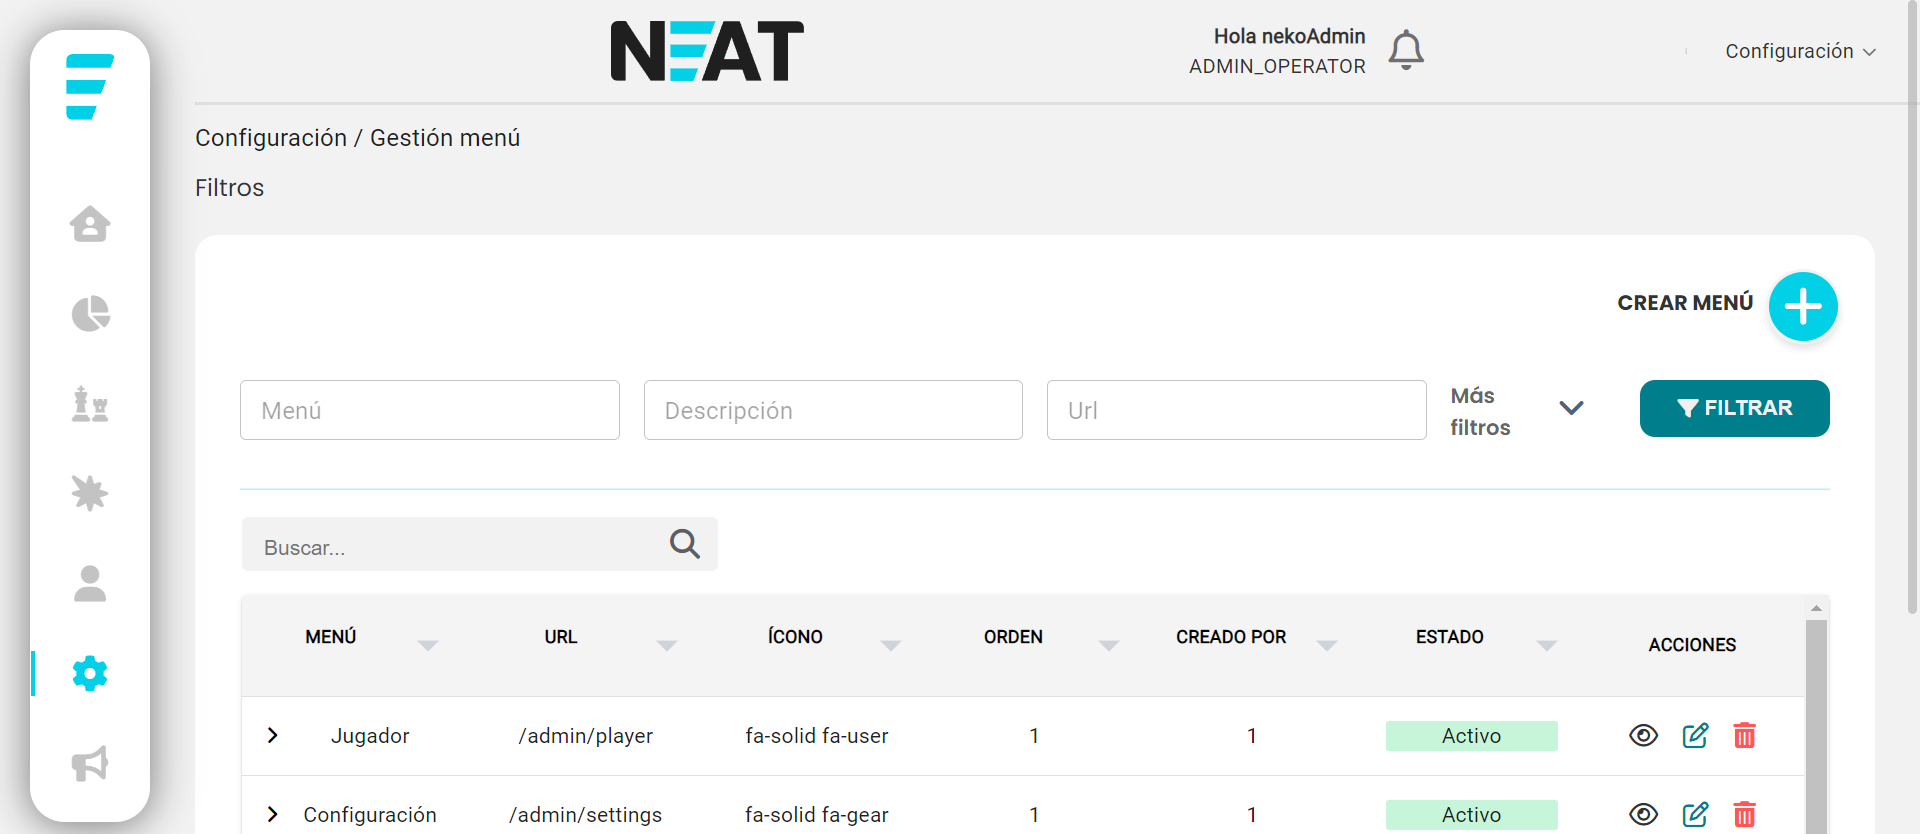 NEAT
Hola nekoAdmin
ADMIN_OPERATOR
Configuración
Configuración / Gestión menú
Filtros
CREAR MENÚ
Menú
Descripción
Url
Más filtros
FILTRAR
Buscar...
MENÚ URL ÍCONO ORDEN CREADO POR ESTADO ACCIONES
Jugador /admin/player fa-solid fa-user 1 1 Activo
Configuración /admin/settings fa-solid fa-gear 1 1 Activo